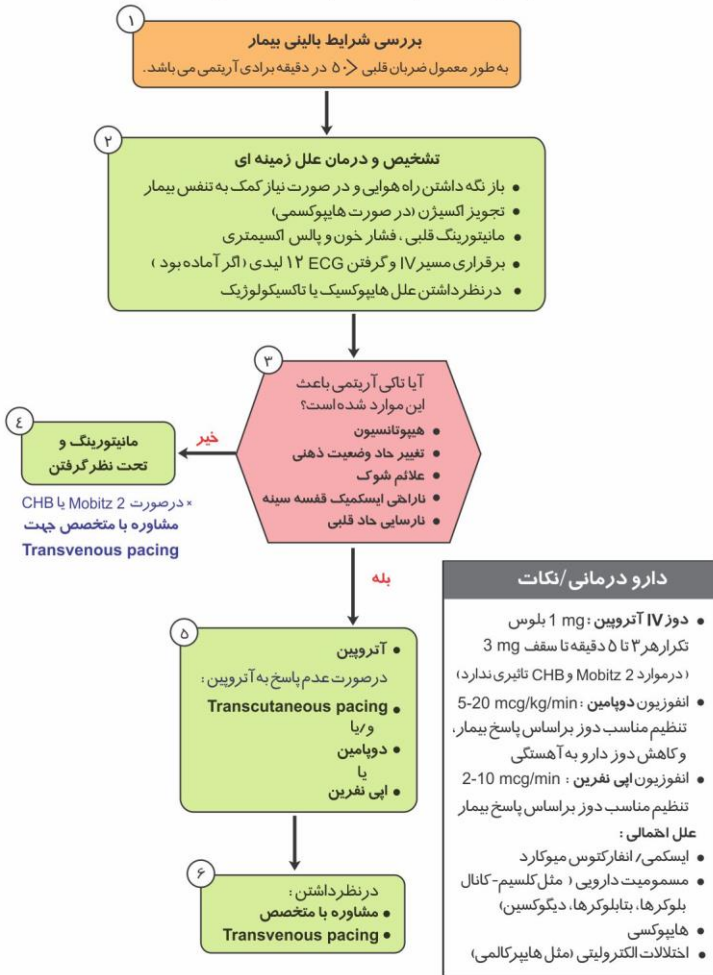 ۱
بررسی شرایط بالینی بیمار
به طور معمول ضربان قلبی <۵۰ در دقیقه برادی آریتمی می باشد.
۲
تشخیص و درمان علل زمینه ای
• باز نگه داشتن راه هوایی و در صورت نیاز کمک به تنفس بیمار
• تجویز اکسیژن (در صورت هایپوکسمی)
• مانیتورینگ قلبی ، فشار خون و پالس اکسیمتری
• برقراری مسیر IV و گرفتن ECG ۱۲ لیدی (اگر آماده بود )
• در نظر داشتن علل هایپوکسیک یا تاکسیکولوژیک
۳
آیا تاکی آریتمی باعث
این موارد شده است؟
• هیپوتانسیون
• تغییر حاد وضعیت ذهنی
• علائم شوک
• ناراحتی ایسکمیک قفسه سینه
• نارسایی حاد قلبی
خیر
٤
مانیتورینگ و
تحت نظر گرفتن
* درصورت Mobitz 2 یا CHB
مشاوره با متخصص جهت
Transvenous pacing
بله
۵
• آتروپین
درصورت عدم پاسخ به آتروپین :
• Transcutaneous pacing
و/یا
• دوپامین
یا
• اپی نفرین
۶
در نظر داشتن :
• مشاوره با متخصص
• Transvenous pacing
دارو درمانی/نکات
• دوز IV آتروپین : 1 mg بلوس
تکرار هر ۳ تا ۵ دقیقه تا سقف 3 mg
(در موارد Mobitz 2 و CHB تاثیری ندارد)
• انفوزیون دوپامین : 5-20 mcg/kg/min
تنظیم مناسب دوز براساس پاسخ بیمار،
و کاهش دوز دارو به آهستگی
• انفوزیون اپی نفرین : 2-10 mcg/min
تنظیم مناسب دوز براساس پاسخ بیمار
علل احتمالی :
• ایسکمی/ انفارکتوس میوکارد
• مسمومیت دارویی ( مثل کلسیم-کانال
بلوکرها، بتابلوکرها، دیگوکسین)
• هایپوکسی
• اختلالات الکترولیتی (مثل هایپرکالمی)